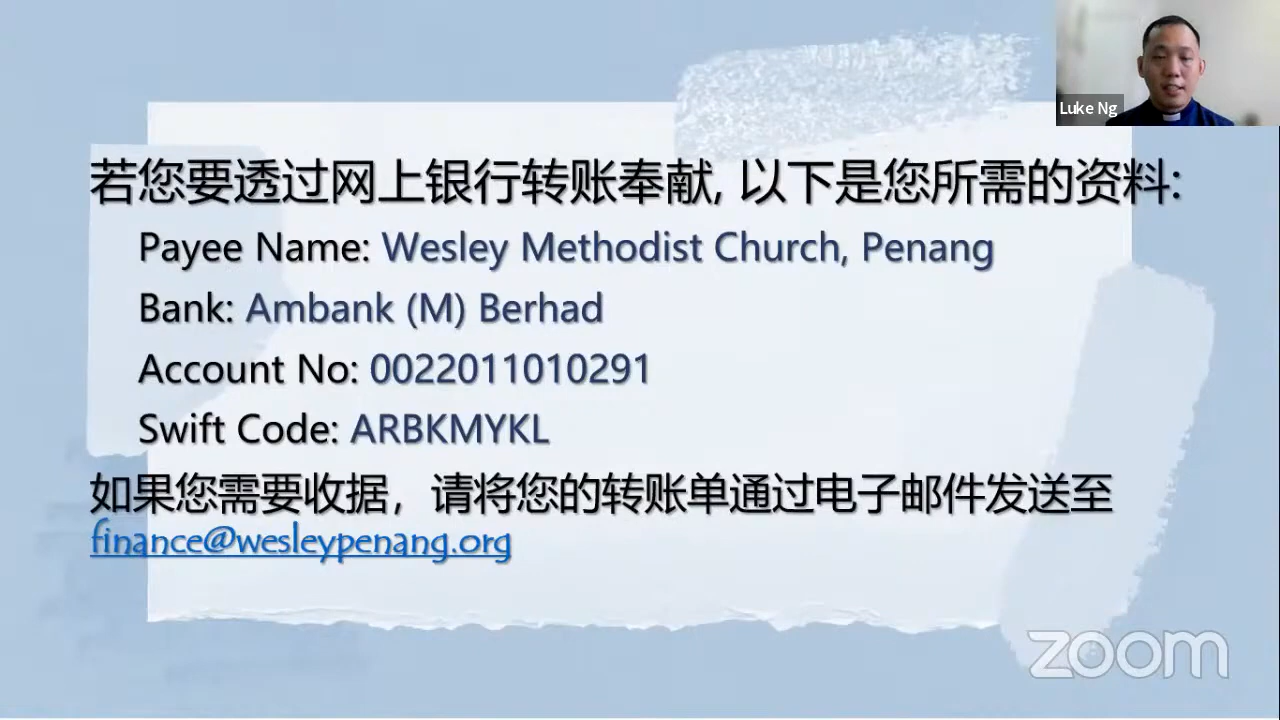 Luke Ng
若您要透过网上银行转账奉献, 以下是您所需的资料:
Payee Name: Wesley Methodist Church, Penang
Bank: Ambank (M) Berhad
Account No: 0022011010291
Swift Code: ARBKMYKL
如果您需要收据，请将您的转账单通过电子邮件发送至
finance@wesleypenang.org
zoom